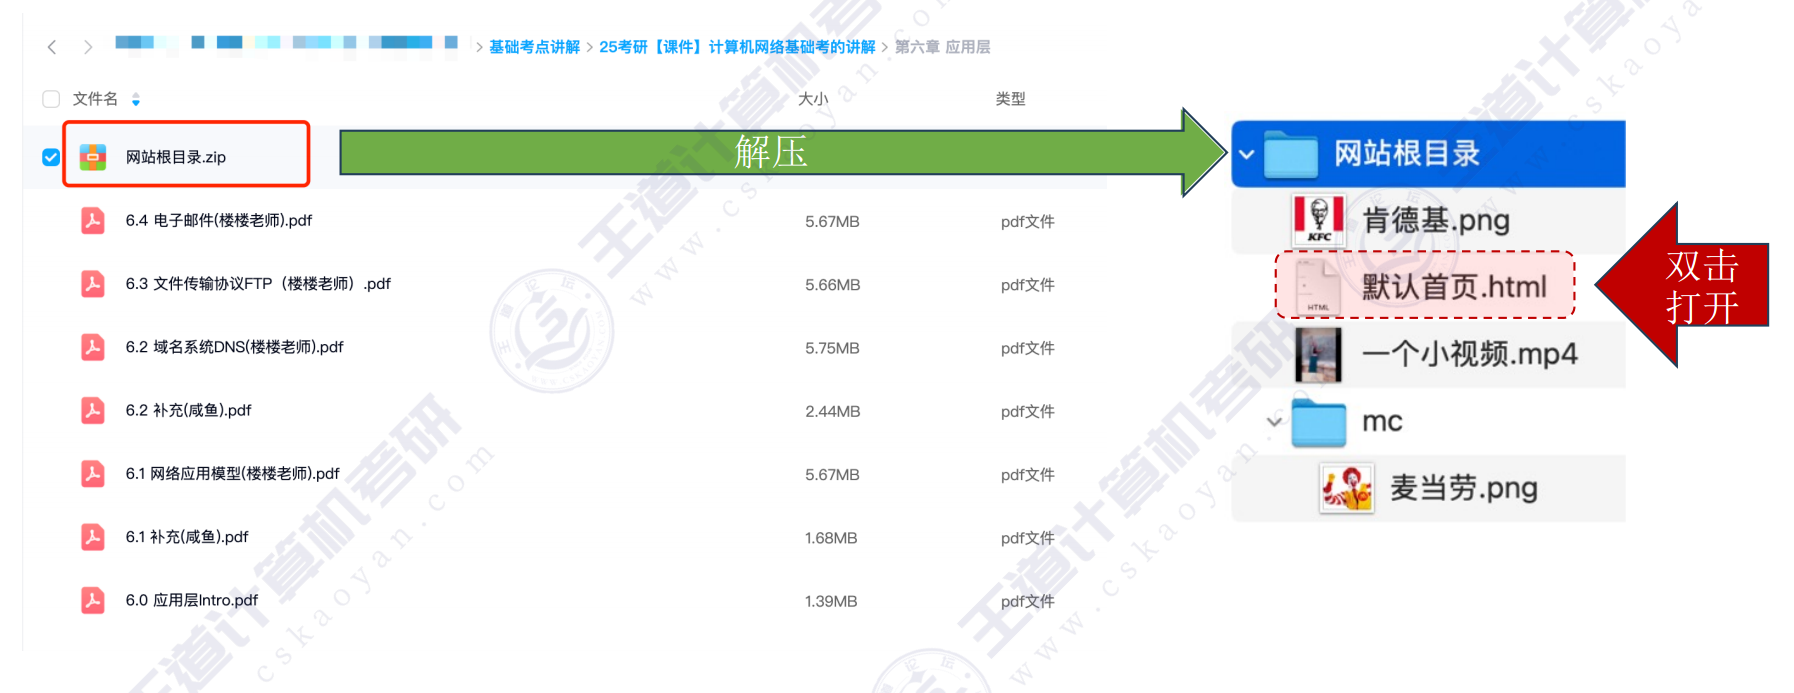 基础考点讲解 > 25考研【课件】计算机网络基础考的讲解 > 第六章 应用层
文件名 大小 类型
网站根目录.zip
解压
6.4 电子邮件(楼楼老师).pdf 5.67MB pdf文件
6.3 文件传输协议FTP（楼楼老师）.pdf 5.66MB pdf文件
6.2 域名系统DNS(楼楼老师).pdf 5.75MB pdf文件
6.2 补充(咸鱼).pdf 2.44MB pdf文件
6.1 网络应用模型(楼楼老师).pdf 5.67MB pdf文件
6.1 补充(咸鱼).pdf 1.68MB pdf文件
6.0 应用层Intro.pdf 1.39MB pdf文件
网站根目录
KFC
肯德基.png
HTML
默认首页.html
一个小视频.mp4
mc
麦当劳.png
双击
打开
王道计算机考研
www.cskaoyan.com